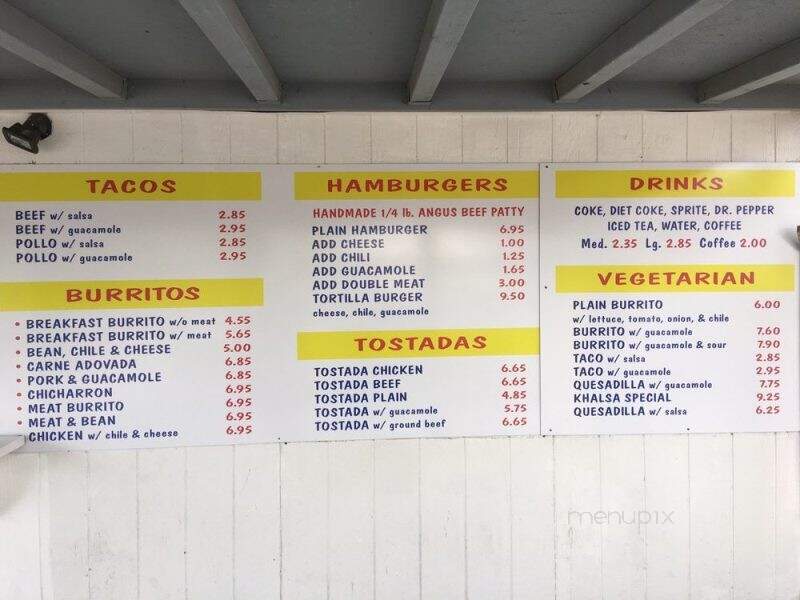 TACOS
BEEF w/ salsa 2.85
BEEF w/ guacamole 2.95
POLLO w/ salsa 2.85
POLLO w/ guacamole 2.95
BURRITOS
• BREAKFAST BURRITO w/o meat 4.55
• BREAKFAST BURRITO w/ meat 5.65
• BEAN, CHILE & CHEESE 5.00
• CARNE ADOVADA 6.85
• PORK & GUACAMOLE 6.85
• CHICHARRON 6.95
• MEAT BURRITO 6.95
• MEAT & BEAN 6.95
CHICKEN w/ chile & cheese 6.95
HAMBURGERS
HANDMADE 1/4 lb. ANGUS BEEF PATTY
PLAIN HAMBURGER 6.95
ADD CHEESE 1.00
ADD CHILI 1.25
ADD GUACAMOLE 1.65
ADD DOUBLE MEAT 3.00
TORTILLA BURGER 9.50
cheese, chile, guacamole
TOSTADAS
TOSTADA CHICKEN 6.65
TOSTADA BEEF 6.65
TOSTADA PLAIN 4.85
TOSTADA w/ guacamole 5.75
TOSTADA w/ ground beef 6.65
DRINKS
COKE, DIET COKE, SPRITE, DR. PEPPER
ICED TEA, WATER, COFFEE
Med. 2.35 Lg. 2.85 Coffee 2.00
VEGETARIAN
PLAIN BURRITO 6.00
w/ lettuce, tomato, onion, & chile
BURRITO w/ guacamole 7.60
BURRITO w/ guacamole & sour 7.90
TACO w/ salsa 2.85
TACO w/ guacamole 2.95
QUESADILLA w/ guacamole 7.75
KHALSA SPECIAL 9.25
QUESADILLA w/ salsa 6.25
menupix